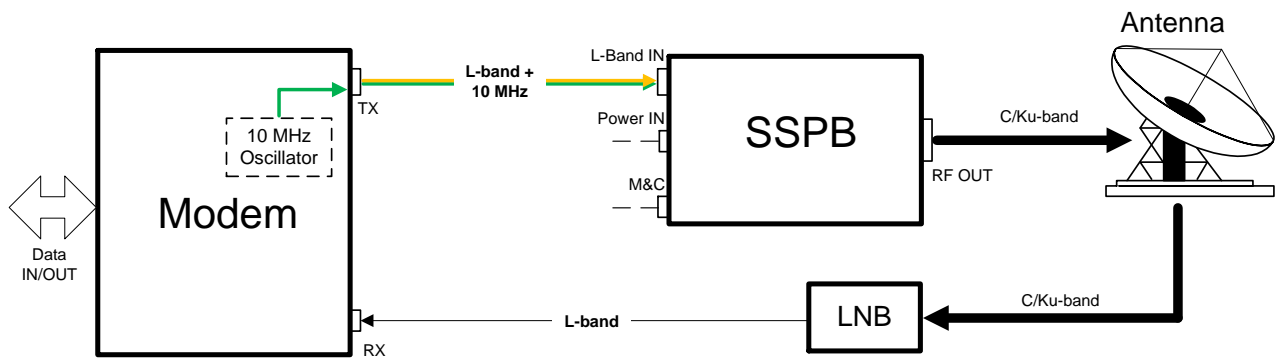 Antenna
L-Band IN
L-band +
10 MHz
TX
Power IN
10 MHz
Oscillator
SSPB
C/Ku-band
RF OUT
M&C
Modem
Data
IN/OUT
C/Ku-band
LNB
L-band
RX